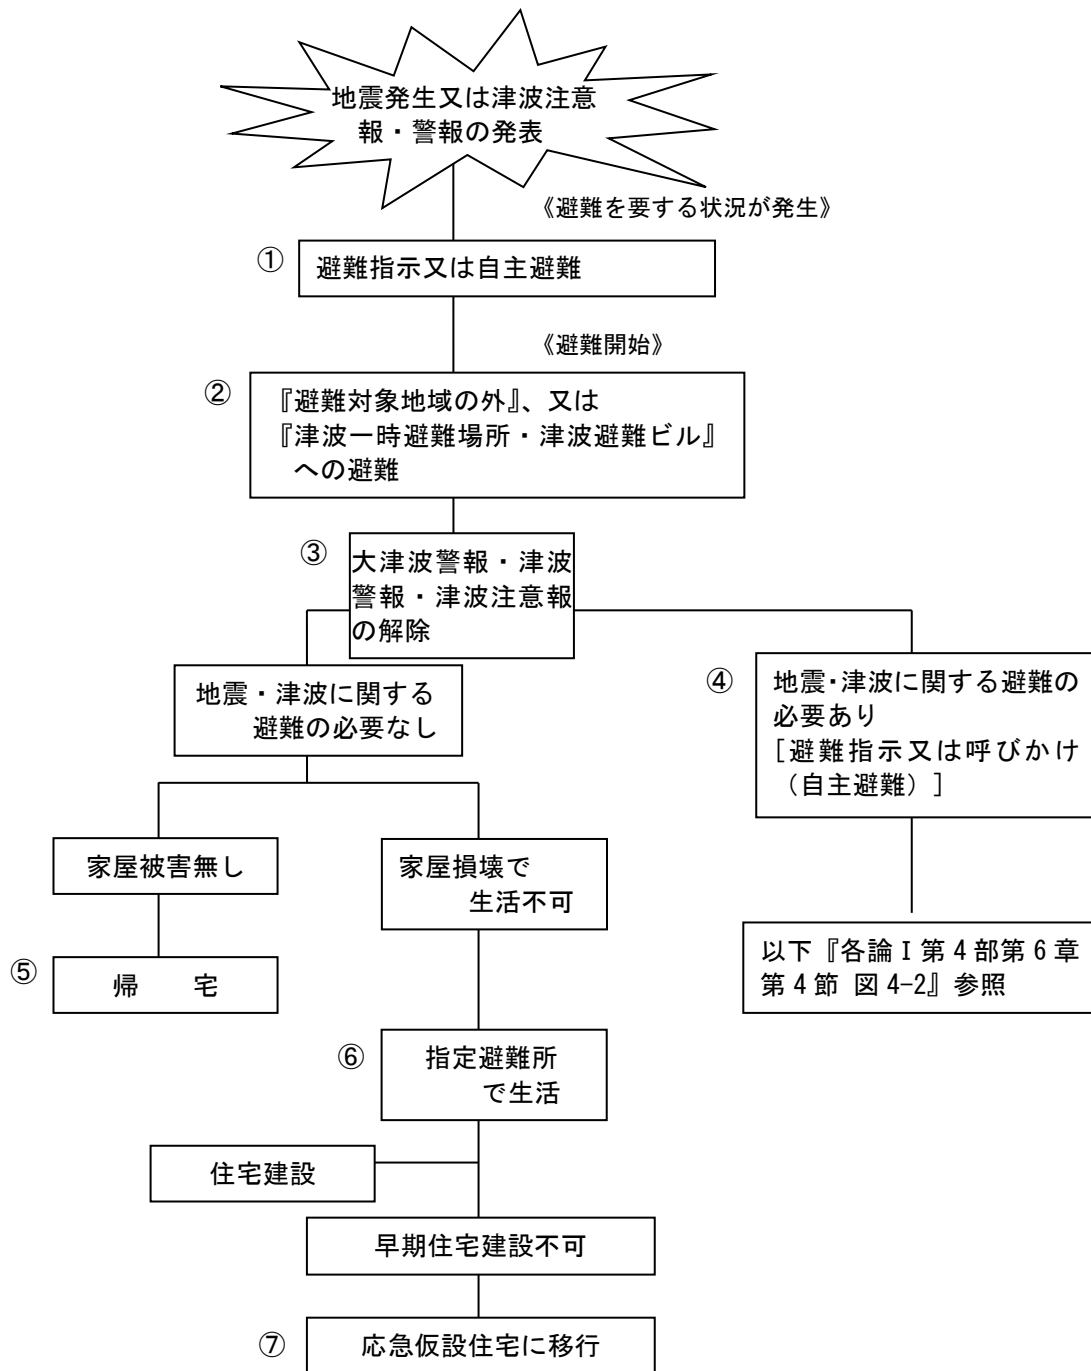 地震発生又は津波注意
報・警報の発表
《避難を要する状況が発生》
①
避難指示又は自主避難
《避難開始》
②
『避難対象地域の外』、又は
『津波一時避難場所・津波避難ビル』
への避難
③
大津波警報・津波
警報・津波注意報
の解除
地震・津波に関する
避難の必要なし
④
地震・津波に関する避難の
必要あり
[避難指示又は呼びかけ
（自主避難）]
家屋被害無し
家屋損壊で
生活不可
⑤
帰　宅
以下『各論Ⅰ第4部第6章
第4節 図4-2』参照
⑥
指定避難所
で生活
住宅建設
早期住宅建設不可
⑦
応急仮設住宅に移行